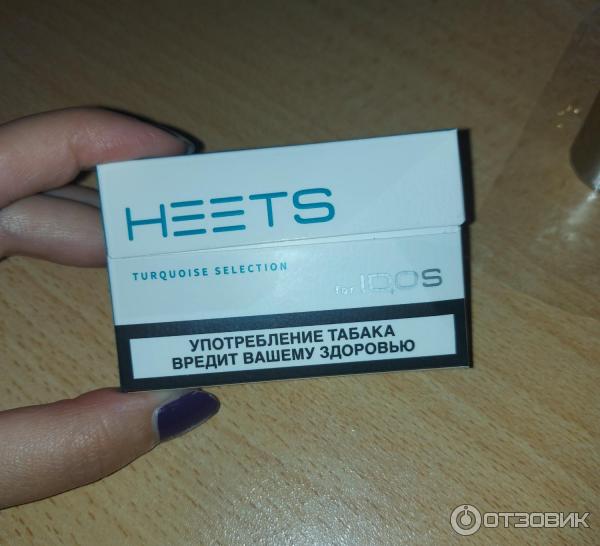 HEETS
TURQUOISE SELECTION
for IQOS
УПОТРЕБЛЕНИЕ ТАБАКА
ВРЕДИТ ВАШЕМУ ЗДОРОВЬЮ
ОТЗОВИК